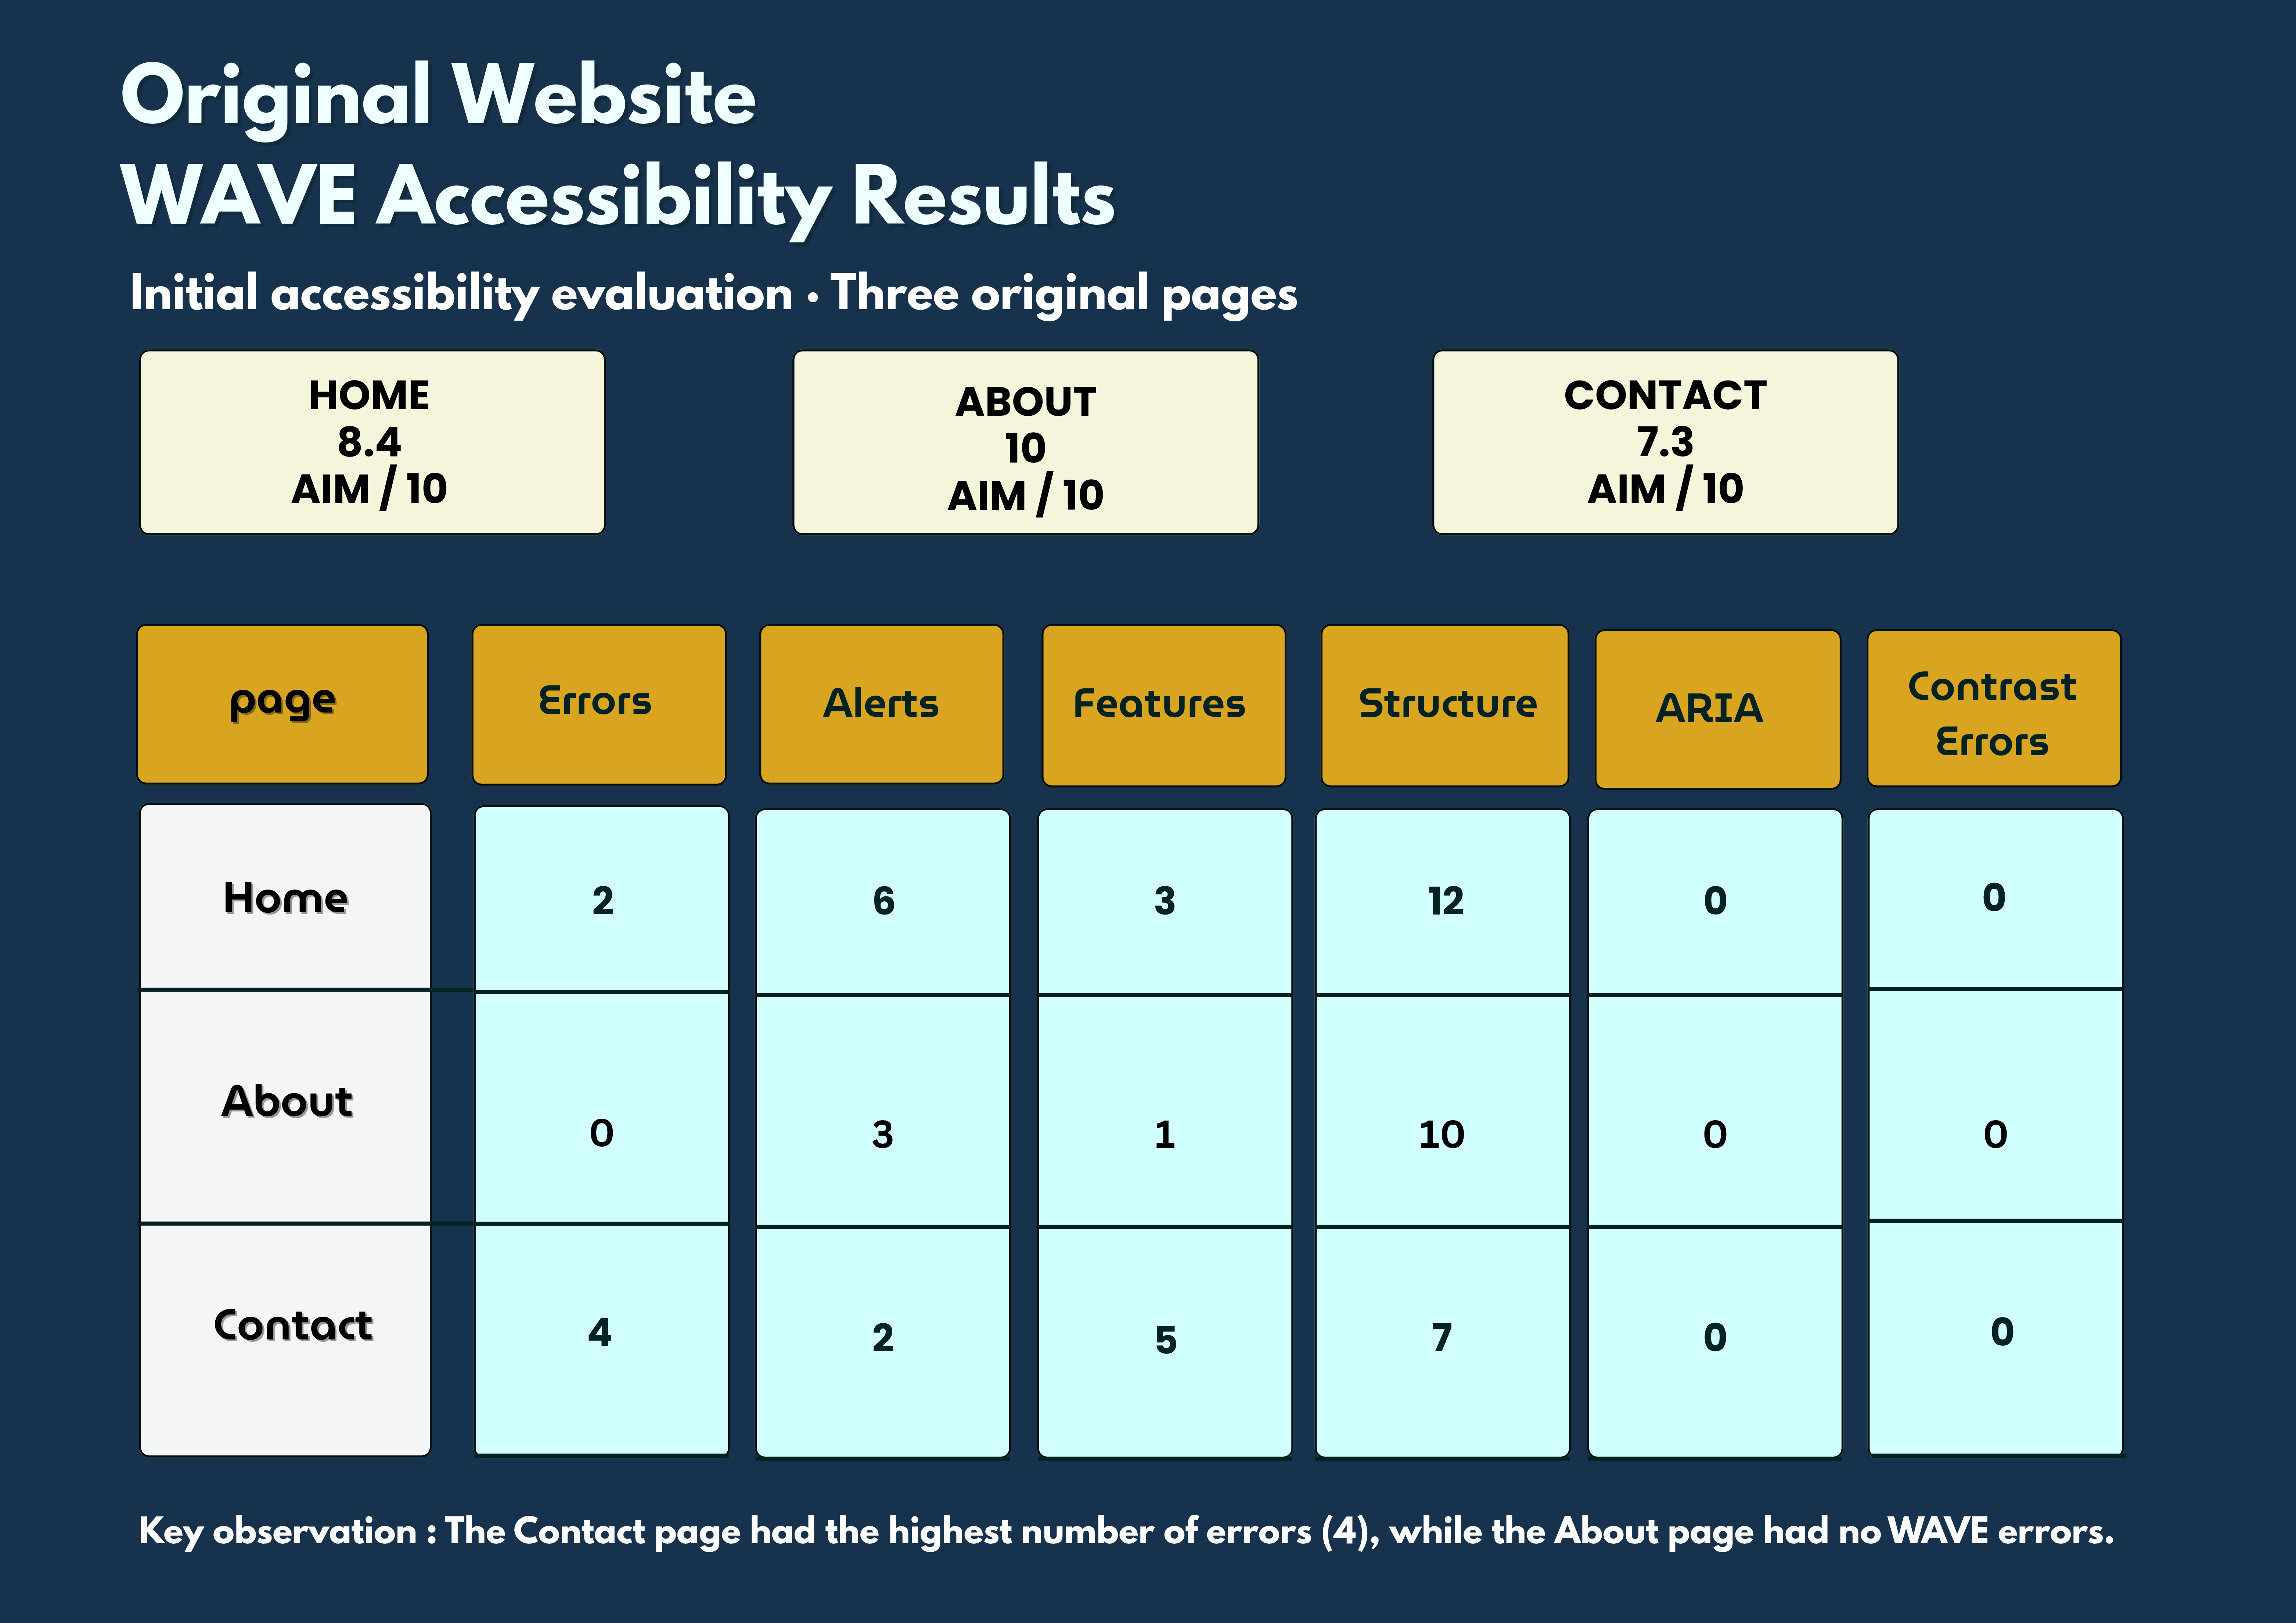 Original Website
WAVE Accessibility Results
Initial accessibility evaluation · Three original pages
HOME
8.4
AIM / 10
ABOUT
10
AIM / 10
CONTACT
7.3
AIM / 10
page Errors Alerts Features Structure ARIA Contrast
Errors
Home 2 6 3 12 0 0
About 0 3 1 10 0 0
Contact 4 2 5 7 0 0
Key observation : The Contact page had the highest number of errors (4), while the About page had no WAVE errors.